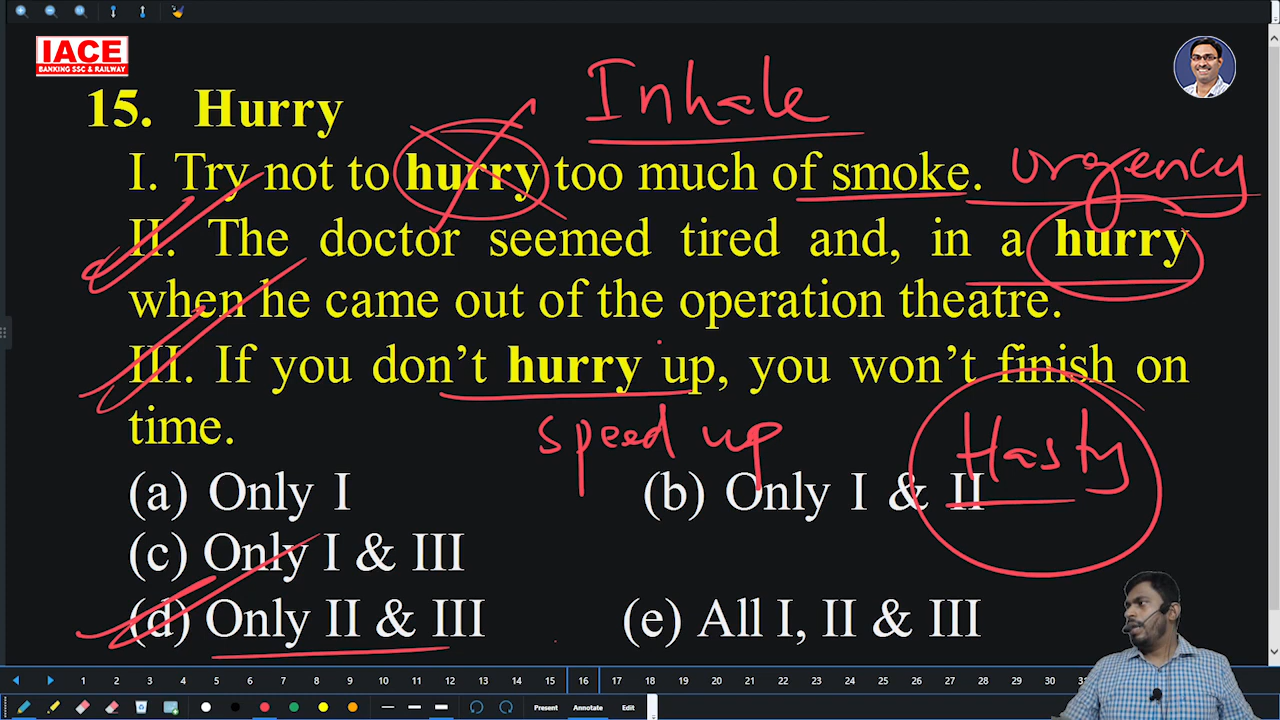 IACE
BANKING SSC & RAILWAY
15. Hurry
Inhale
I. Try not to hurry too much of smoke.
urgency
II. The doctor seemed tired and, in a hurry
when he came out of the operation theatre.
III. If you don't hurry up, you won't finish on
time.
speed up
Hasty
(a) Only I (b) Only I & II
(c) Only I & III
(d) Only II & III (e) All I, II & III
1 2 3 4 5 6 7 8 9 10 11 12 13 14 15 16 17 18 19 20 21 22 23 24 25 26 27 28 29 30 31
Present Annotate Edit